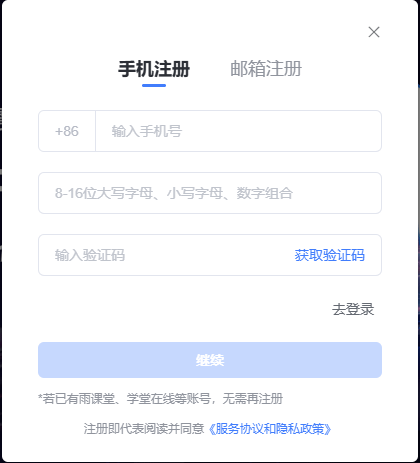 手机注册 邮箱注册
+86 输入手机号
8-16位大写字母、小写字母、数字组合
输入验证码 获取验证码
去登录
继续
*若已有雨课堂、学堂在线等账号，无需再注册
注册即代表阅读并同意《服务协议和隐私政策》